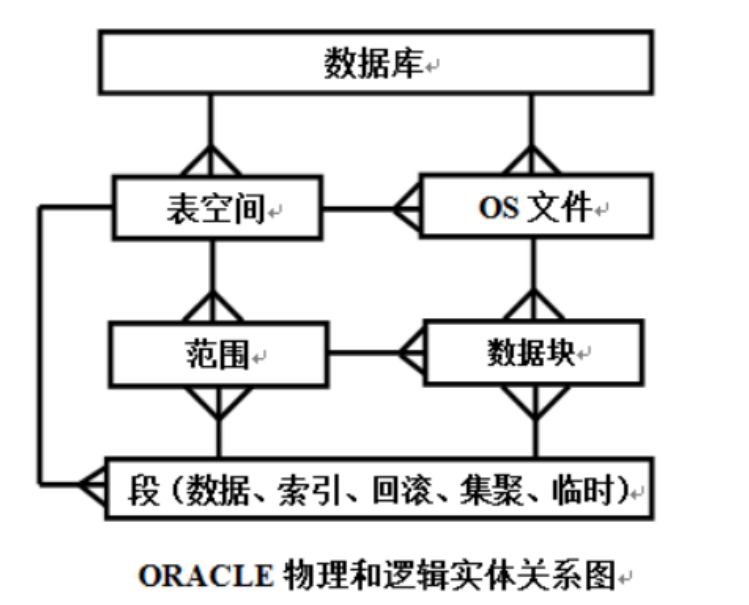 数据库↵
表空间↵
OS 文件↵
范围↵
数据块↵
段（数据、索引、回滚、集聚、临时）↵
ORACLE 物理和逻辑实体关系图↵